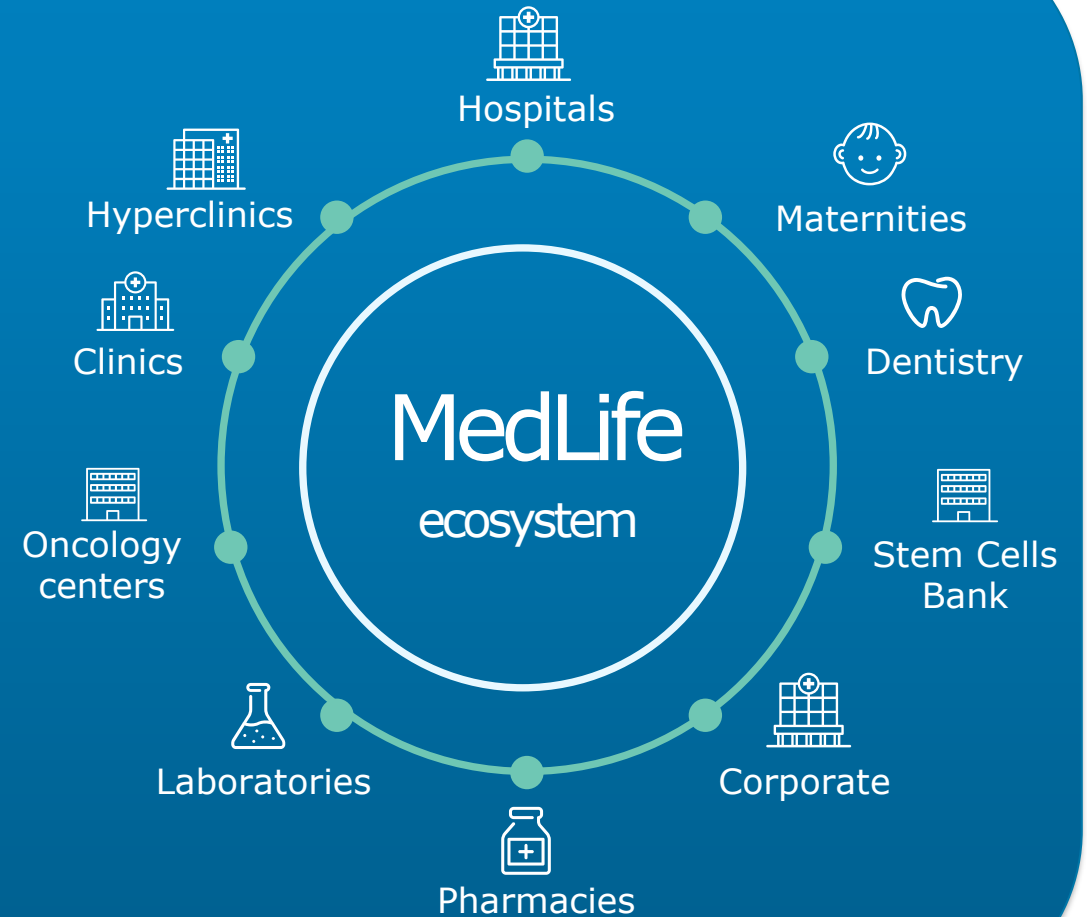 Hospitals
Maternities
Hyperclinics
Clinics
Dentistry
MedLife
ecosystem
Oncology
centers
Stem Cells
Bank
Laboratories
Corporate
Pharmacies